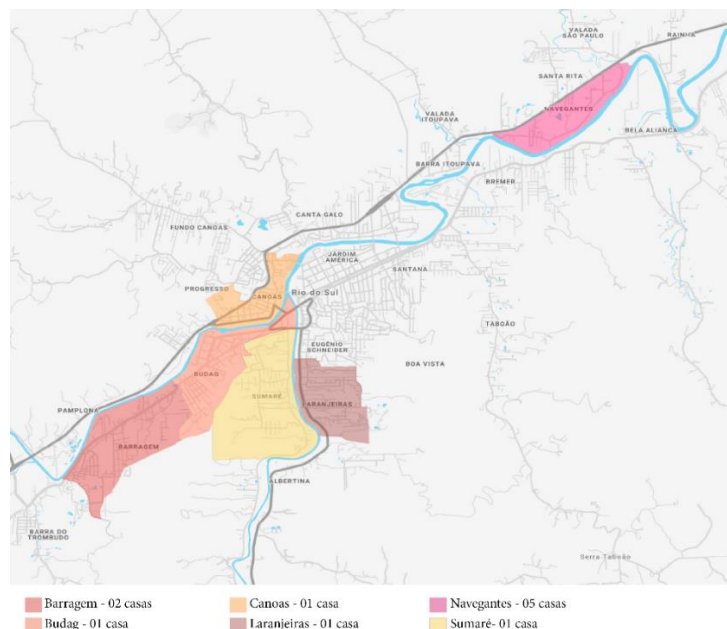 VALADA
SÃO PAULO
RAINHA
SANTA RITA
NAVEGANTES
VALADA
ITOUPAVA
BELA ALIANÇA
BARRA ITOUPAVA
BREMER
CANTA GALO
FUNDO CANOAS
JARDIM
AMÉRICA
SANTANA
PROGRESSO
CANOAS
Rio do Sul
TABOÃO
EUGÊNIO
SCHNEIDER
BOA VISTA
BUDAG
SUMARÉ
LARANJEIRAS
PAMPLONA
BARRAGEM
ALBERTINA
BARRA DO
TROMBUDO
Serra Taboão
Barragem - 02 casas
Canoas - 01 casa
Navegantes - 05 casas
Budag - 01 casa
Laranjeiras - 01 casa
Sumaré- 01 casa